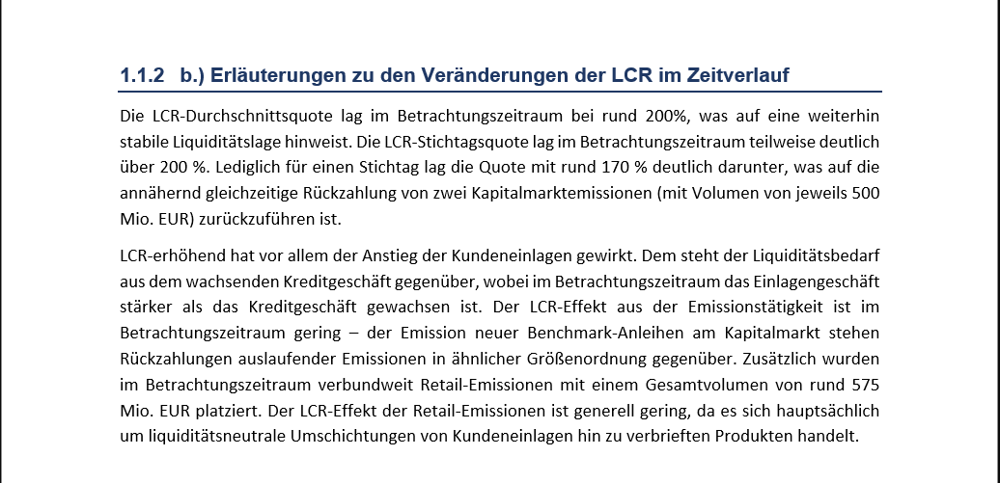 1.1.2 b.) Erläuterungen zu den Veränderungen der LCR im Zeitverlauf
Die LCR-Durchschnittsquote lag im Betrachtungszeitraum bei rund 200%, was auf eine weiterhin
stabile Liquiditätslage hinweist. Die LCR-Stichtagsquote lag im Betrachtungszeitraum teilweise deutlich
über 200 %. Lediglich für einen Stichtag lag die Quote mit rund 170 % deutlich darunter, was auf die
annähernd gleichzeitige Rückzahlung von zwei Kapitalmarktemissionen (mit Volumen von jeweils 500
Mio. EUR) zurückzuführen ist.
LCR-erhöhend hat vor allem der Anstieg der Kundeneinlagen gewirkt. Dem steht der Liquiditätsbedarf
aus dem wachsenden Kreditgeschäft gegenüber, wobei im Betrachtungszeitraum das Einlagengeschäft
stärker als das Kreditgeschäft gewachsen ist. Der LCR-Effekt aus der Emissionstätigkeit ist im
Betrachtungszeitraum gering – der Emission neuer Benchmark-Anleihen am Kapitalmarkt stehen
Rückzahlungen auslaufender Emissionen in ähnlicher Größenordnung gegenüber. Zusätzlich wurden
im Betrachtungszeitraum verbundweit Retail-Emissionen mit einem Gesamtvolumen von rund 575
Mio. EUR platziert. Der LCR-Effekt der Retail-Emissionen ist generell gering, da es sich hauptsächlich
um liquiditätsneutrale Umschichtungen von Kundeneinlagen hin zu verbrieften Produkten handelt.